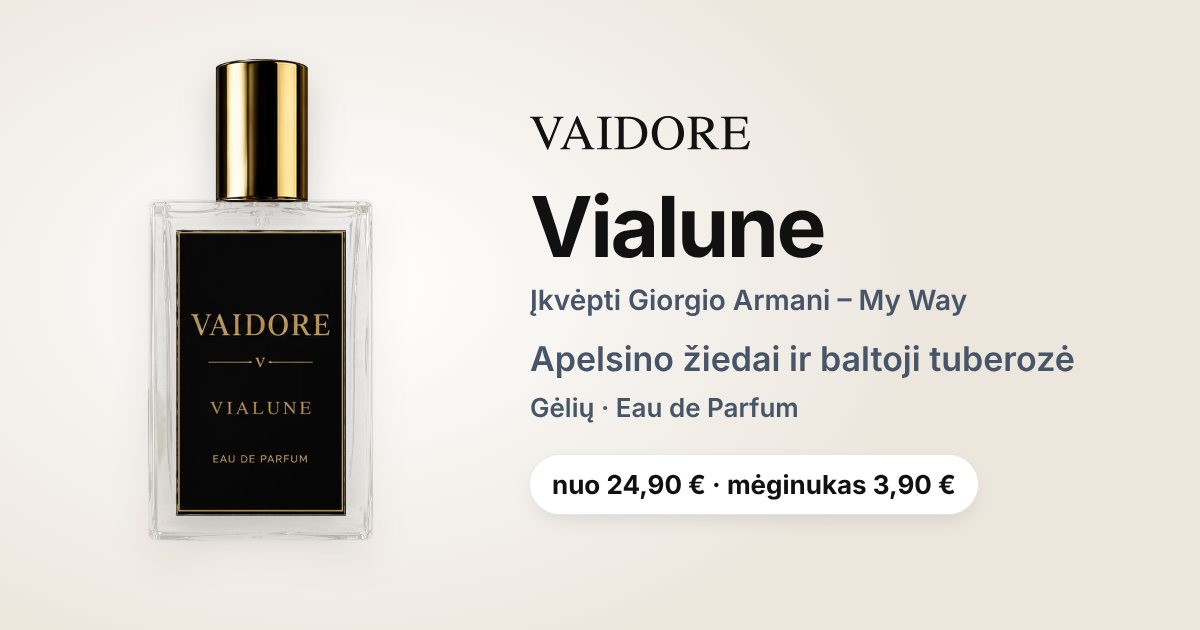 VAIDORE
V
VIALUNE
EAU DE PARFUM
VAIDORE
Vialune
Įkvėpti Giorgio Armani – My Way
Apelsino žiedai ir baltoji tuberozė
Gėlių · Eau de Parfum
nuo 24,90 € · mėginukas 3,90 €